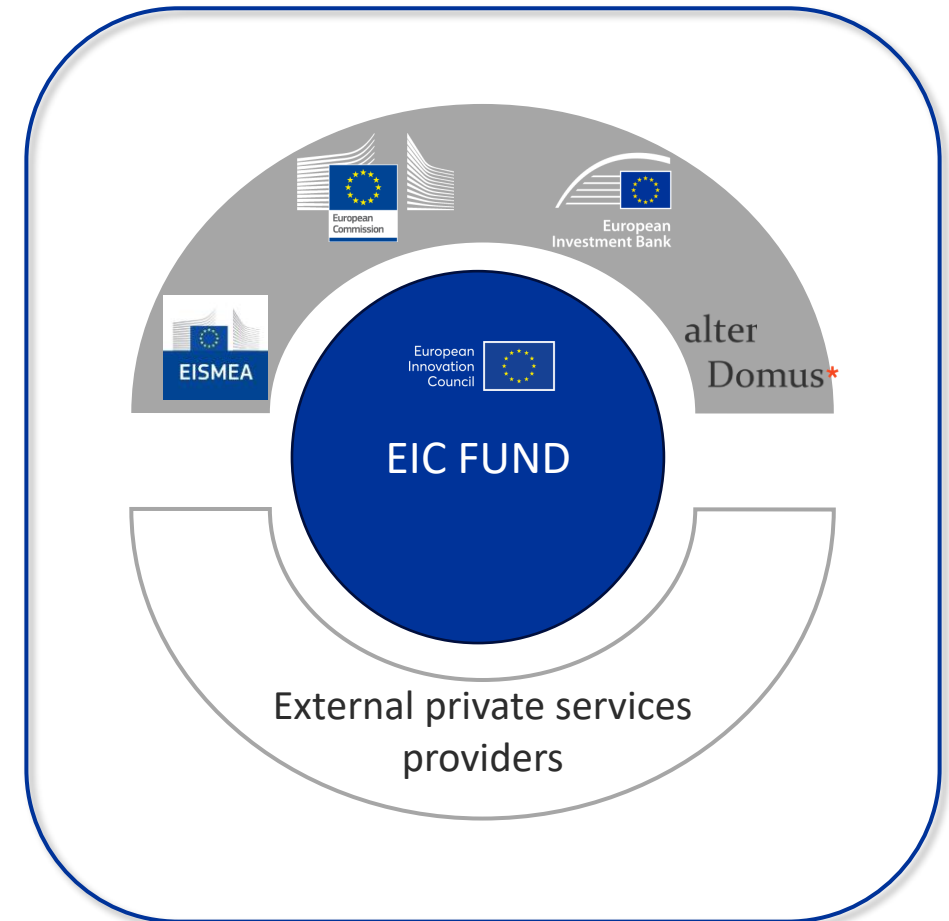 European
Commission
European
Investment Bank
EISMEA
alter
Domus*
European
Innovation
Council
EIC FUND
External private services
providers